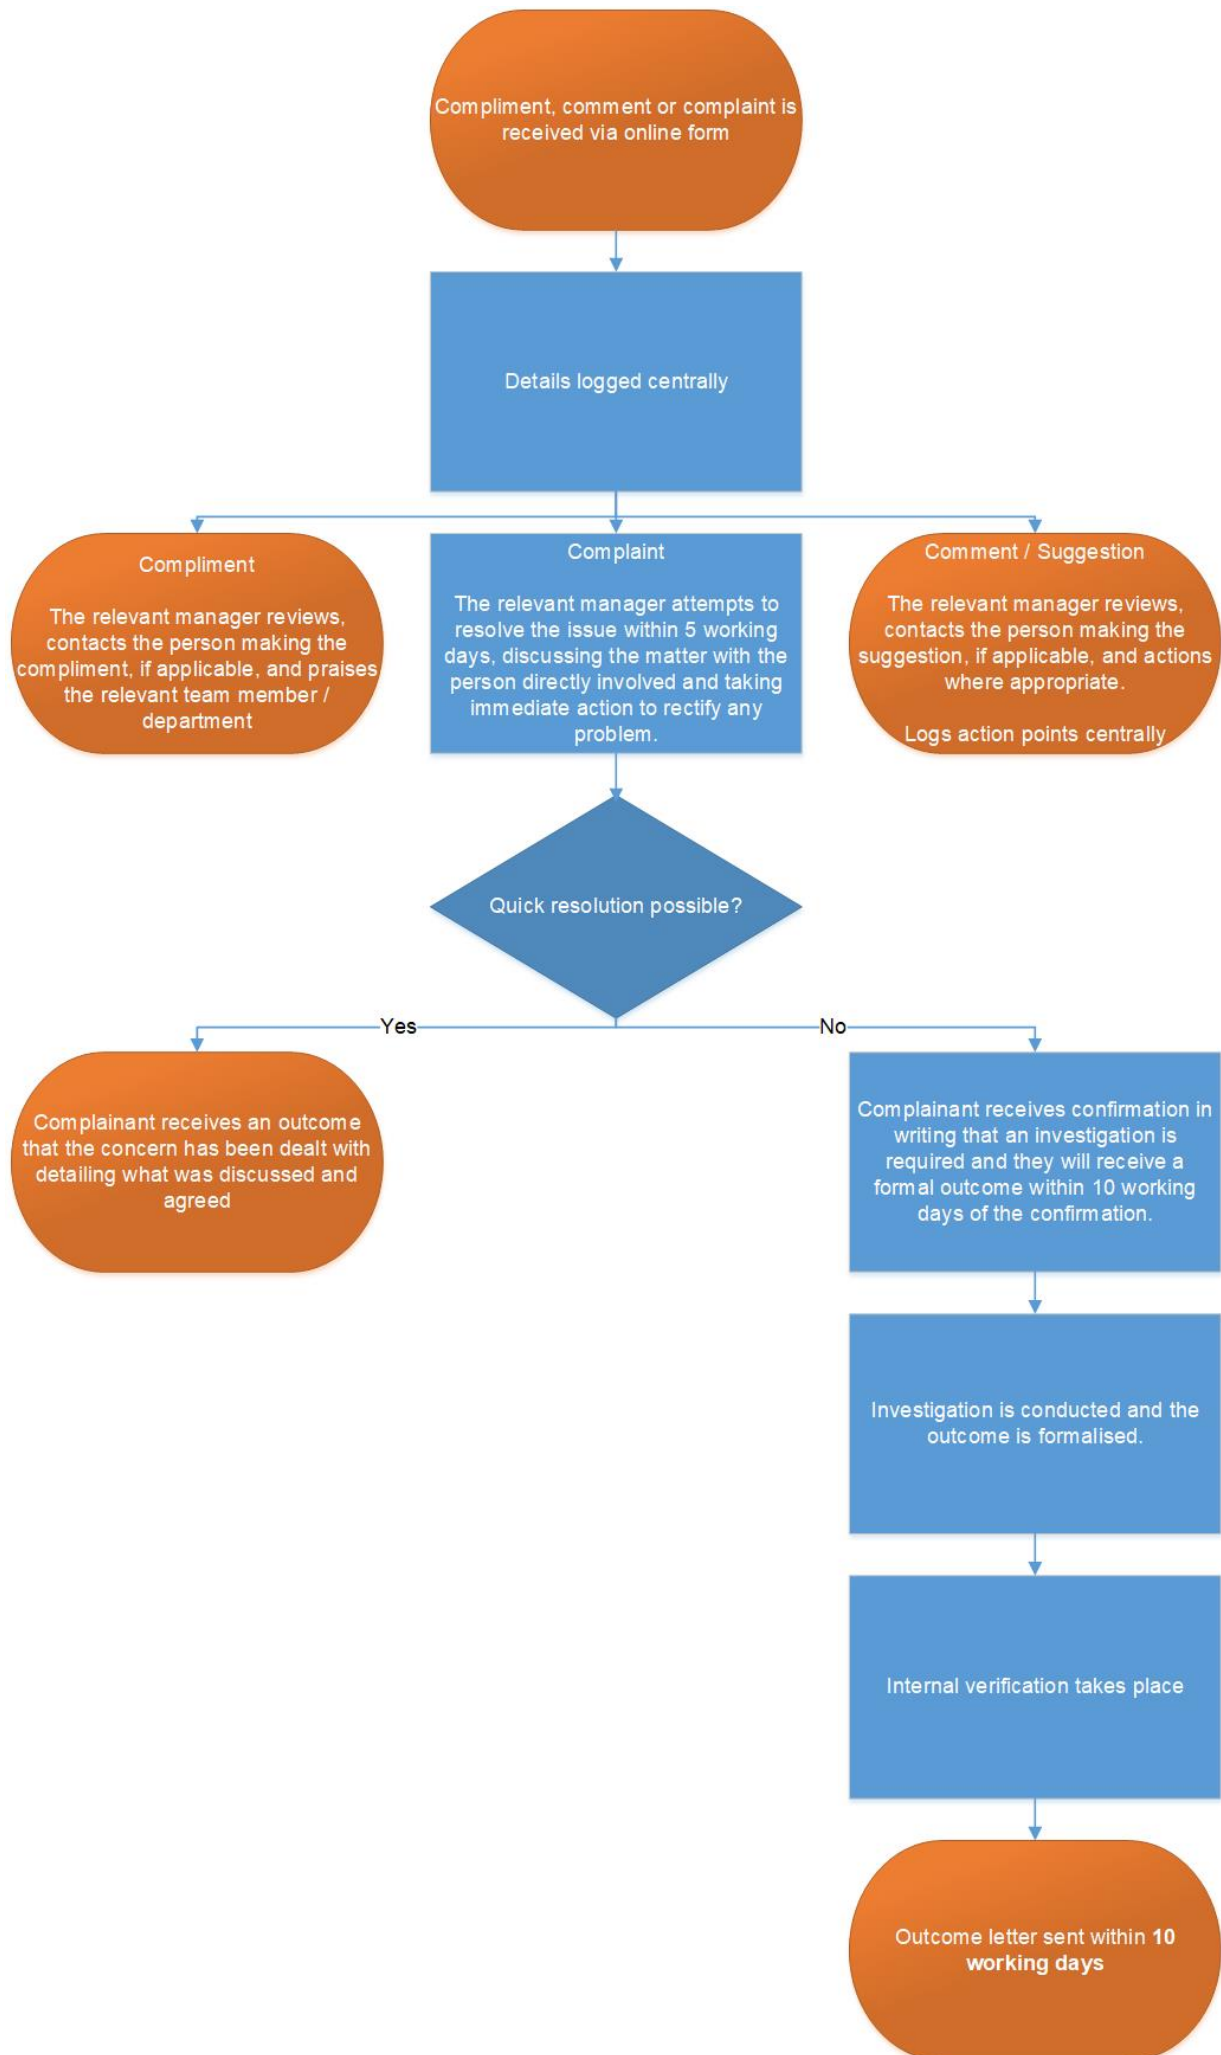 Compliment, comment or complaint is
received via online form
Details logged centrally
Compliment
The relevant manager reviews,
contacts the person making the
compliment, if applicable, and praises
the relevant team member /
department
Complaint
The relevant manager attempts to
resolve the issue within 5 working
days, discussing the matter with the
person directly involved and taking
immediate action to rectify any
problem.
Comment / Suggestion
The relevant manager reviews,
contacts the person making the
suggestion, if applicable, and actions
where appropriate.
Logs action points centrally
Quick resolution possible?
Yes
No
Complainant receives an outcome
that the concern has been dealt with
detailing what was discussed and
agreed
Complainant receives confirmation in
writing that an investigation is
required and they will receive a
formal outcome within 10 working
days of the confirmation.
Investigation is conducted and the
outcome is formalised.
Internal verification takes place
Outcome letter sent within 10
working days